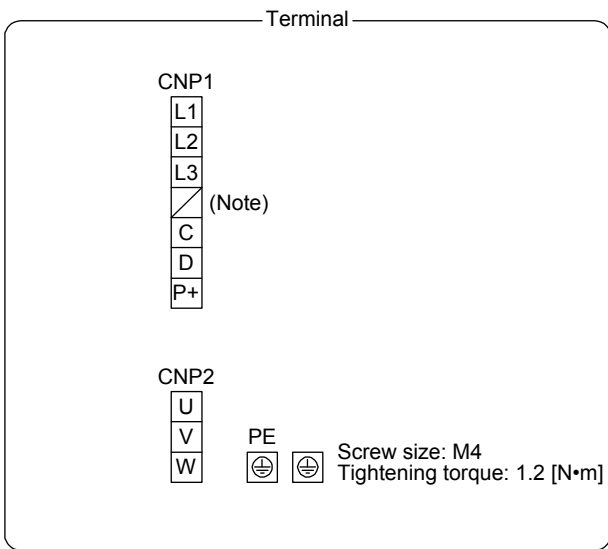 Terminal
CNP1
L1
L2
L3
(Note)
C
D
P+
CNP2
U
V
W
PE
Screw size: M4
Tightening torque: 1.2 [N•m]